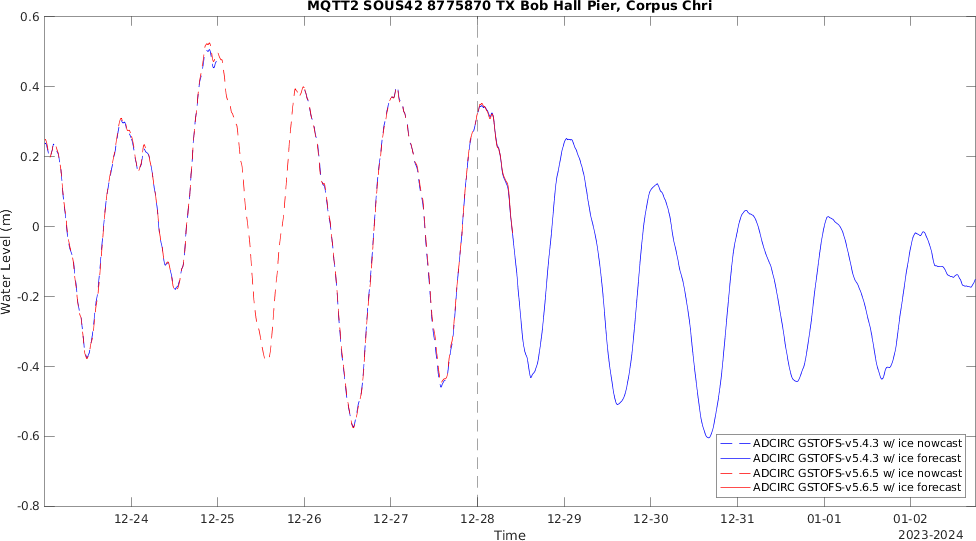 MQTT2 SOUS42 8775870 TX Bob Hall Pier, Corpus Chri
Water Level (m)
0.6
0.4
0.2
0
-0.2
-0.4
-0.6
-0.8
ADCIRC GSTOFS-v5.4.3 w/ ice nowcast
ADCIRC GSTOFS-v5.4.3 w/ ice forecast
ADCIRC GSTOFS-v5.6.5 w/ ice nowcast
ADCIRC GSTOFS-v5.6.5 w/ ice forecast
12-24 12-25 12-26 12-27 12-28 12-29 12-30 12-31 01-01 01-02
Time
2023-2024